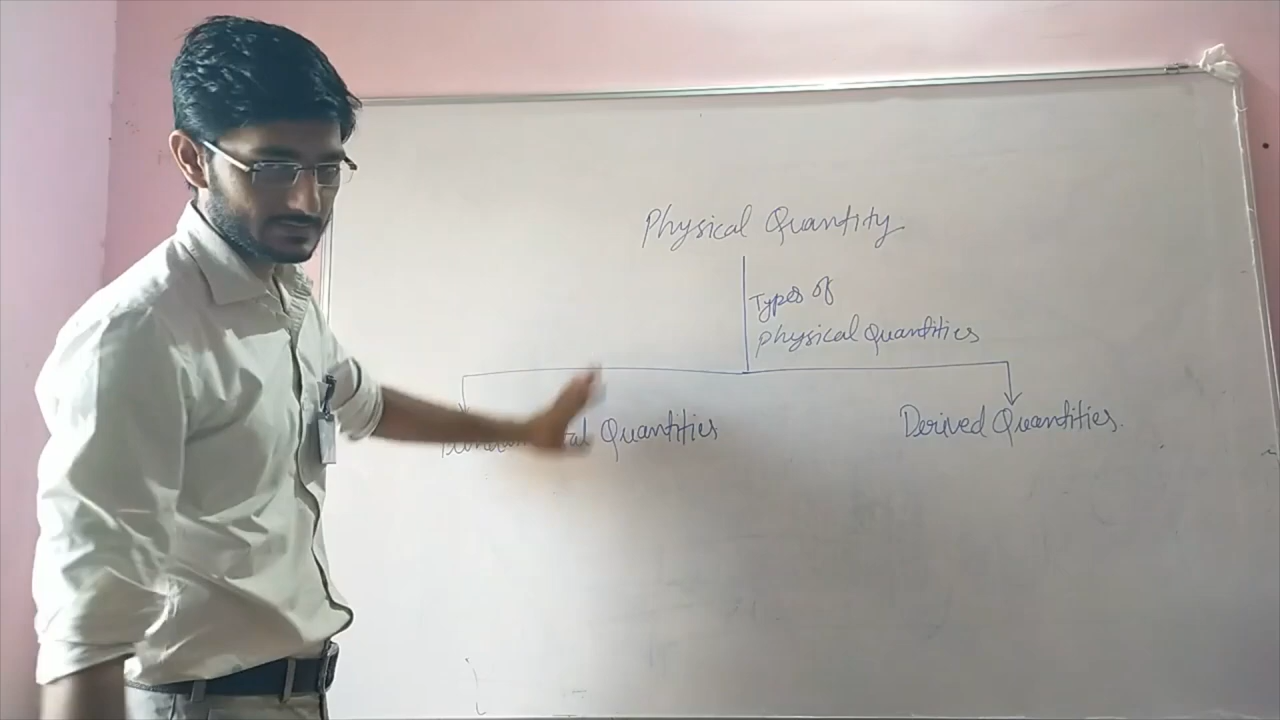 Physical Quantity
Types of
Physical Quantities
Quantities
Derived Quantities.